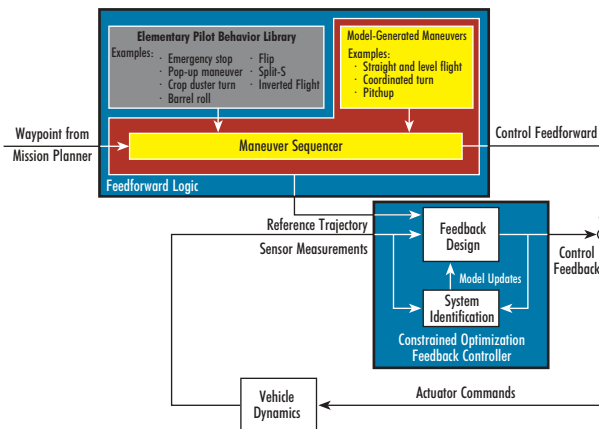 Elementary Pilot Behavior Library
Examples:
· Emergency stop
· Pop-up maneuver
· Crop duster turn
· Barrel roll
· Flip
· Split-S
· Inverted Flight
Model-Generated Maneuvers
Examples:
· Straight and level flight
· Coordinated turn
· Pitchup
Waypoint from
Mission Planner
Maneuver Sequencer
Control Feedforward
Feedforward Logic
Reference Trajectory
Sensor Measurements
Feedback
Design
Control
Feedback
Model Updates
System
Identification
Constrained Optimization
Feedback Controller
Vehicle
Dynamics
Actuator Commands